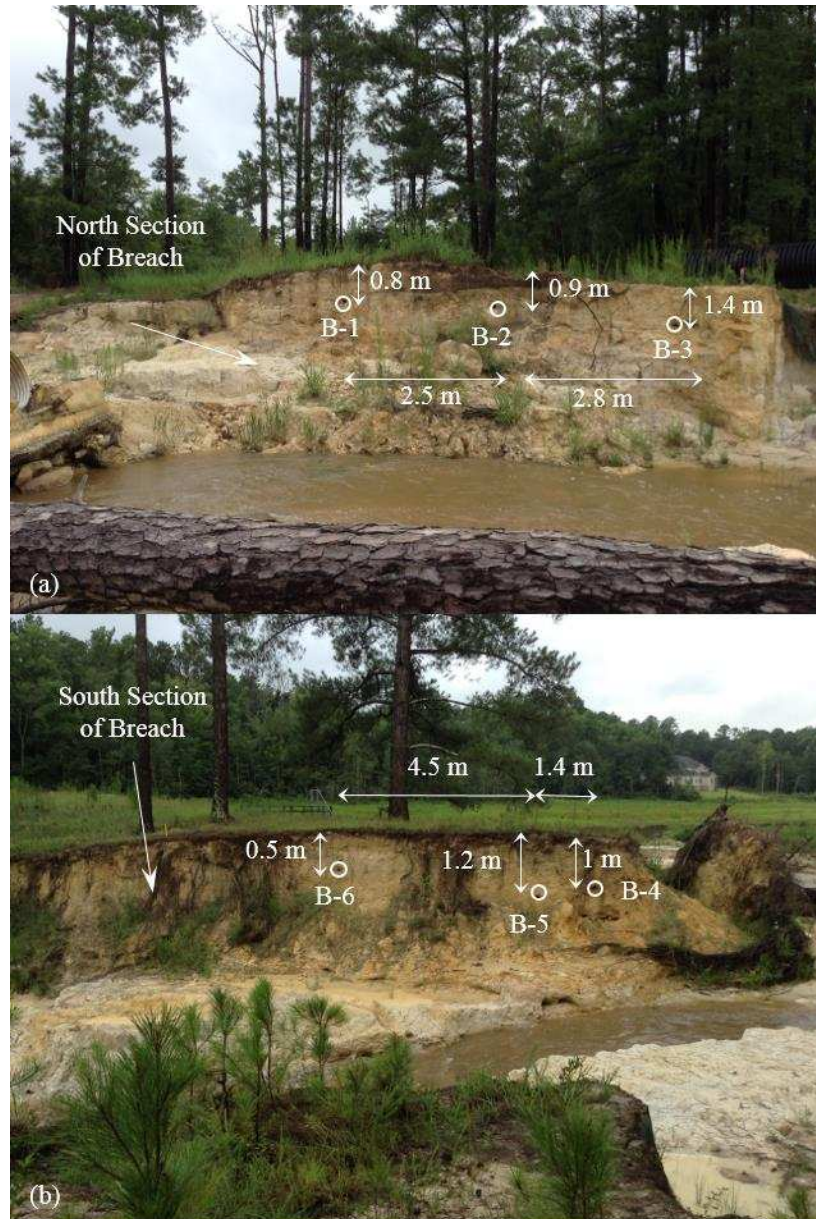 North Section
of Breach
0.8 m
0.9 m
1.4 m
B-1
B-2
B-3
2.5 m
2.8 m
(a)
South Section
of Breach
4.5 m
1.4 m
0.5 m
1.2 m
1 m
B-6
B-5
B-4
(b)